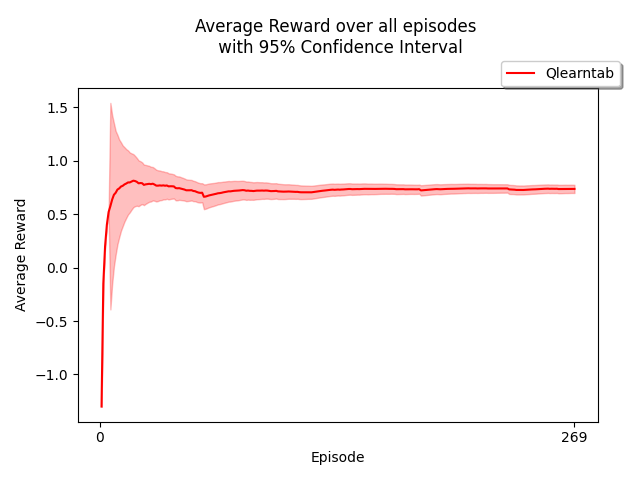 Average Reward over all episodes
with 95% Confidence Interval
Qlearntab
1.5
1.0
0.5
0.0
−0.5
−1.0
Average Reward
0
269
Episode